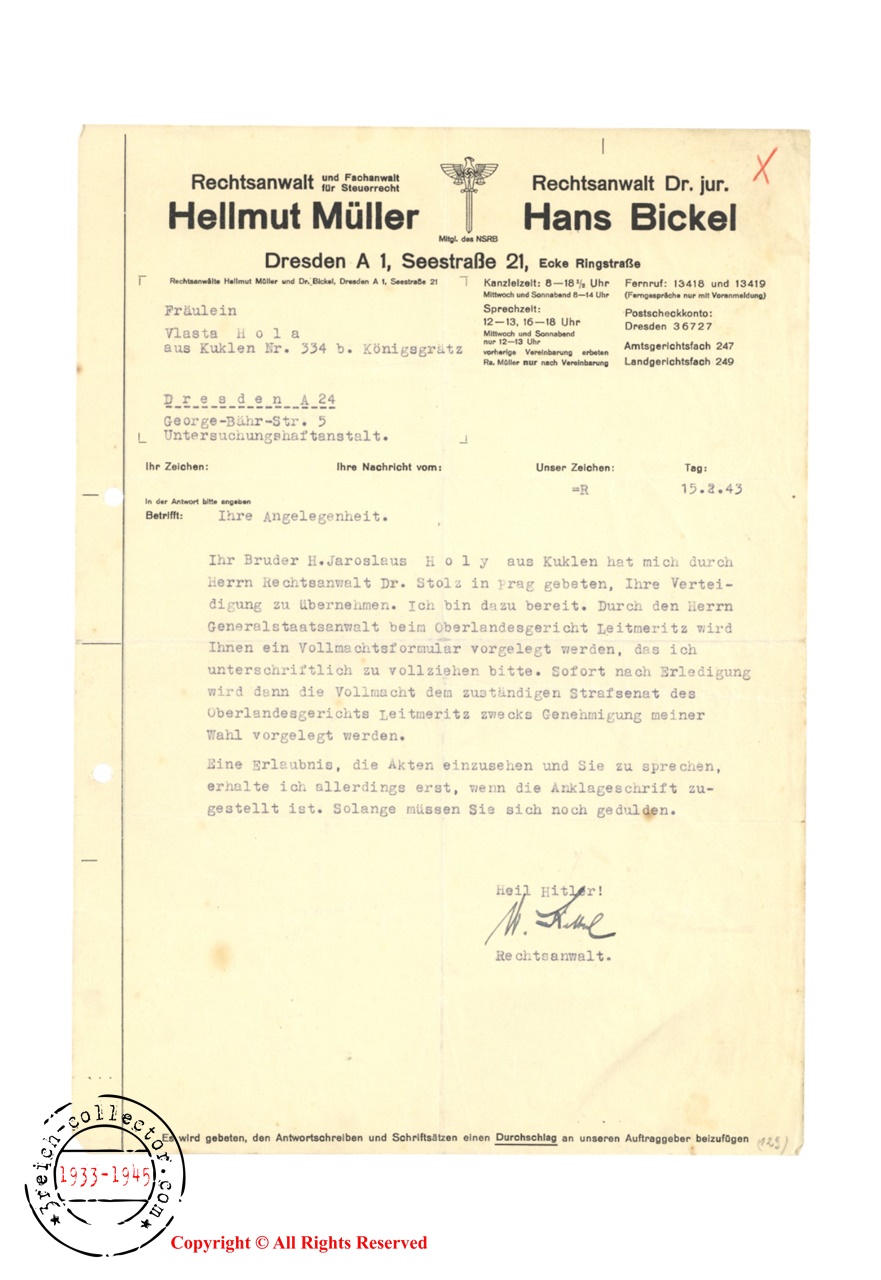 X
Rechtsanwalt und Fachanwalt für Steuerrecht
Hellmut Müller
Mitgl. des NSRB
Rechtsanwalt Dr. jur.
Hans Bickel
Dresden A 1, Seestraße 21, Ecke Ringstraße
Rechtsanwälte Hellmut Müller und Dr. Bickel, Dresden A 1, Seestraße 21
Fräulein
Vlasta H o l a
aus Kuklen Nr. 334 b. Königsgrätz
D r e s d e n A 24
George-Bähr-Str. 5
Untersuchungshaftanstalt.
Kanzleizeit: 8—18½ Uhr
Mittwoch und Sonnabend 8—14 Uhr
Sprechzeit:
12—13, 16—18 Uhr
Mittwoch und Sonnabend
nur 12—13 Uhr
vorherige Vereinbarung erbeten
Ra. Müller nur nach Vereinbarung
Fernruf: 13418 und 13419
(Ferngespräche nur mit Voranmeldung)
Postscheckkonto:
Dresden 36727
Amtsgerichtsfach 247
Landgerichtsfach 249
Ihr Zeichen: Ihre Nachricht vom: Unser Zeichen: Tag:
=R 15.2.43
In der Antwort bitte angeben
Betrifft: Ihre Angelegenheit.
Ihr Bruder H.Jaroslaus H o l y aus Kuklen hat mich durch
Herrn Rechtsanwalt Dr. Stolz in Prag gebeten, Ihre Vertei-
digung zu übernehmen. Ich bin dazu bereit. Durch den Herrn
Generalstaatsanwalt beim Oberlandesgericht Leitmeritz wird
Ihnen ein Vollmachtsformular vorgelegt werden, das ich
unterschriftlich zu vollziehen bitte. Sofort nach Erledigung
wird dann die Vollmacht dem zuständigen Strafsenat des
Oberlandesgerichts Leitmeritz zwecks Genehmigung meiner
Wahl vorgelegt werden.
Eine Erlaubnis, die Akten einzusehen und Sie zu sprechen,
erhalte ich allerdings erst, wenn die Anklageschrift zu-
gestellt ist. Solange müssen Sie sich noch gedulden.
Heil Hitler!
Rechtsanwalt.
Es wird gebeten, den Antwortschreiben und Schriftsätzen einen Durchschlag an unseren Auftraggeber beizufügen
3reich-collector.com
1933-1945
Copyright © All Rights Reserved